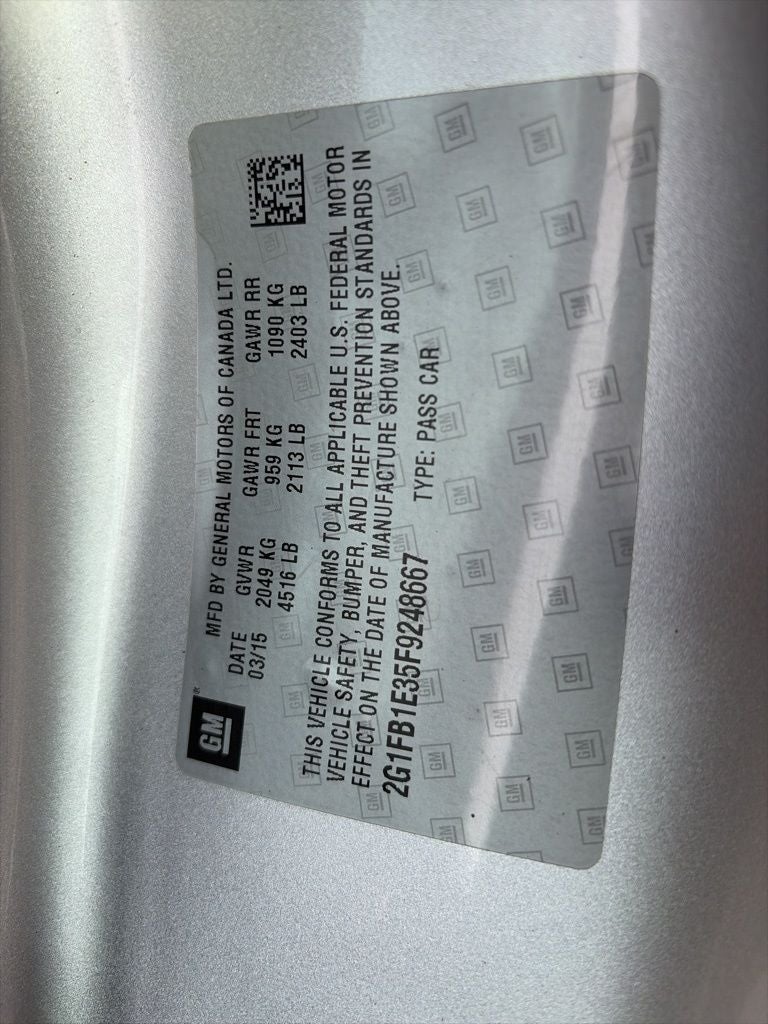 GM ®
MFD BY GENERAL MOTORS OF CANADA LTD.
DATE GVWR GAWR FRT GAWR RR
03/15 2049 KG 959 KG 1090 KG
4516 LB 2113 LB 2403 LB
THIS VEHICLE CONFORMS TO ALL APPLICABLE U.S. FEDERAL MOTOR
VEHICLE SAFETY, BUMPER, AND THEFT PREVENTION STANDARDS IN
EFFECT ON THE DATE OF MANUFACTURE SHOWN ABOVE.
2G1FB1E35F9248667 TYPE: PASS CAR